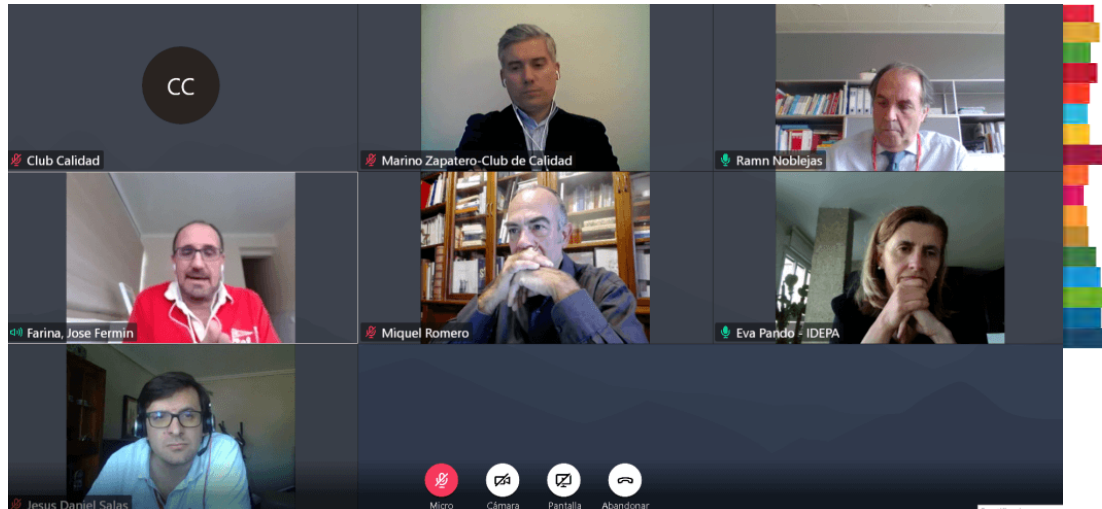 CC
Club Calidad
Marino Zapatero-Club de Calidad
Ramn Noblejas
Farina, Jose Fermin
Miquel Romero
Eva Pando - IDEPA
Jesus Daniel Salas
Micro
Cámara
Pantalla
Abandonar